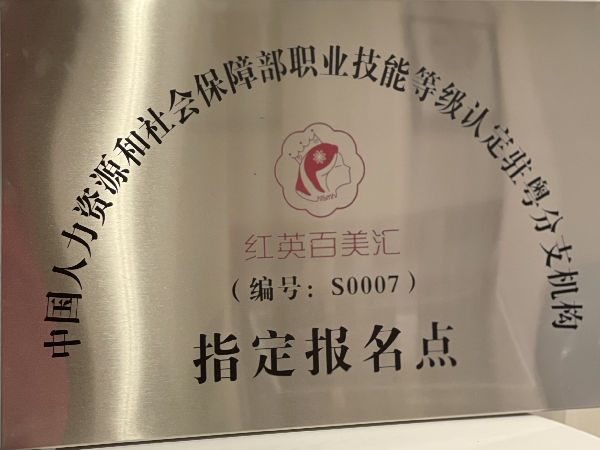 中国人力资源和社会保障部职业技能等级认定驻粤分支机构
红英百美汇
（编号：S0007）
指定报名点